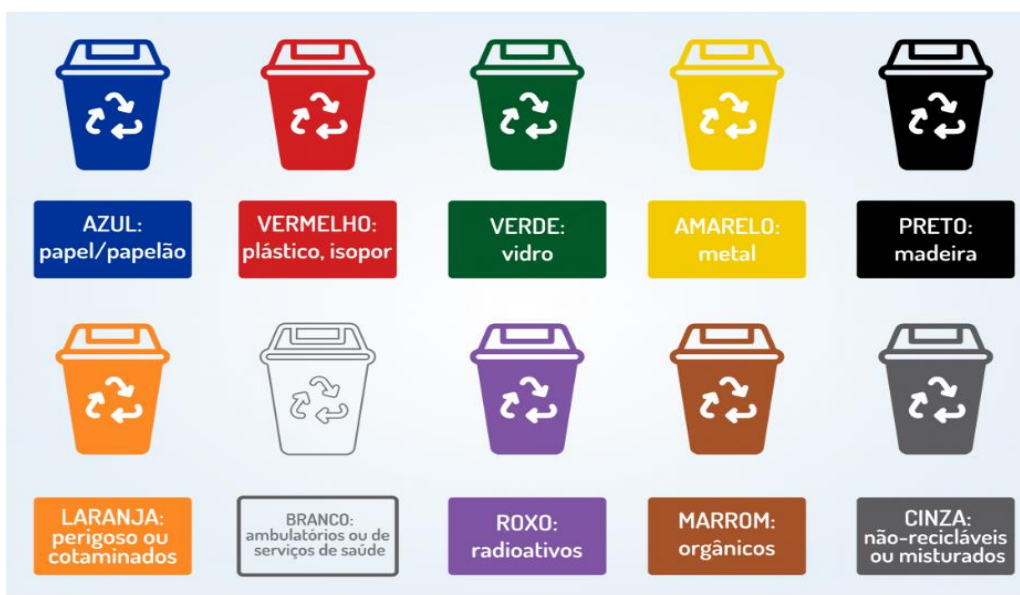 AZUL:
papel/papelão
VERMELHO:
plástico, isopor
VERDE:
vidro
AMARELO:
metal
PRETO:
madeira
LARANJA:
perigoso ou
cotaminados
BRANCO:
ambulatórios ou de
serviços de saúde
ROXO:
radioativos
MARROM:
orgânicos
CINZA:
não-recicláveis
ou misturados